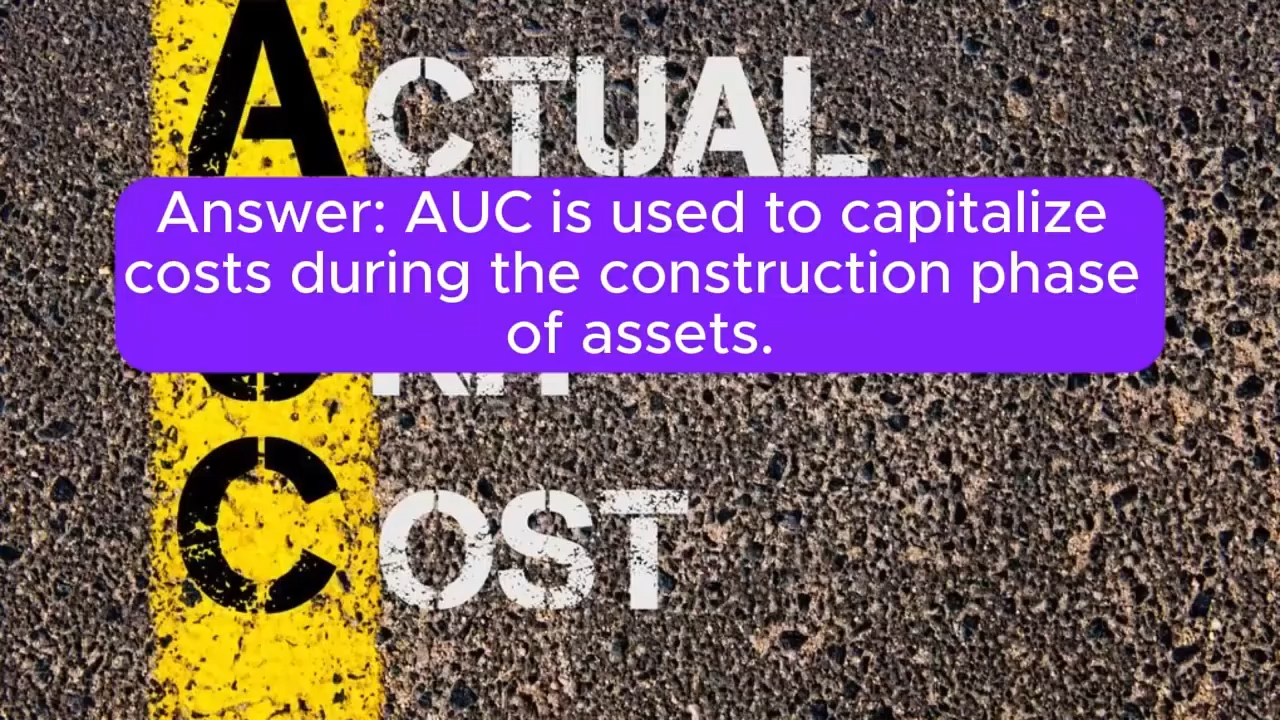 ACTUAL
Answer: AUC is used to capitalize
costs during the construction phase
of assets.
COST